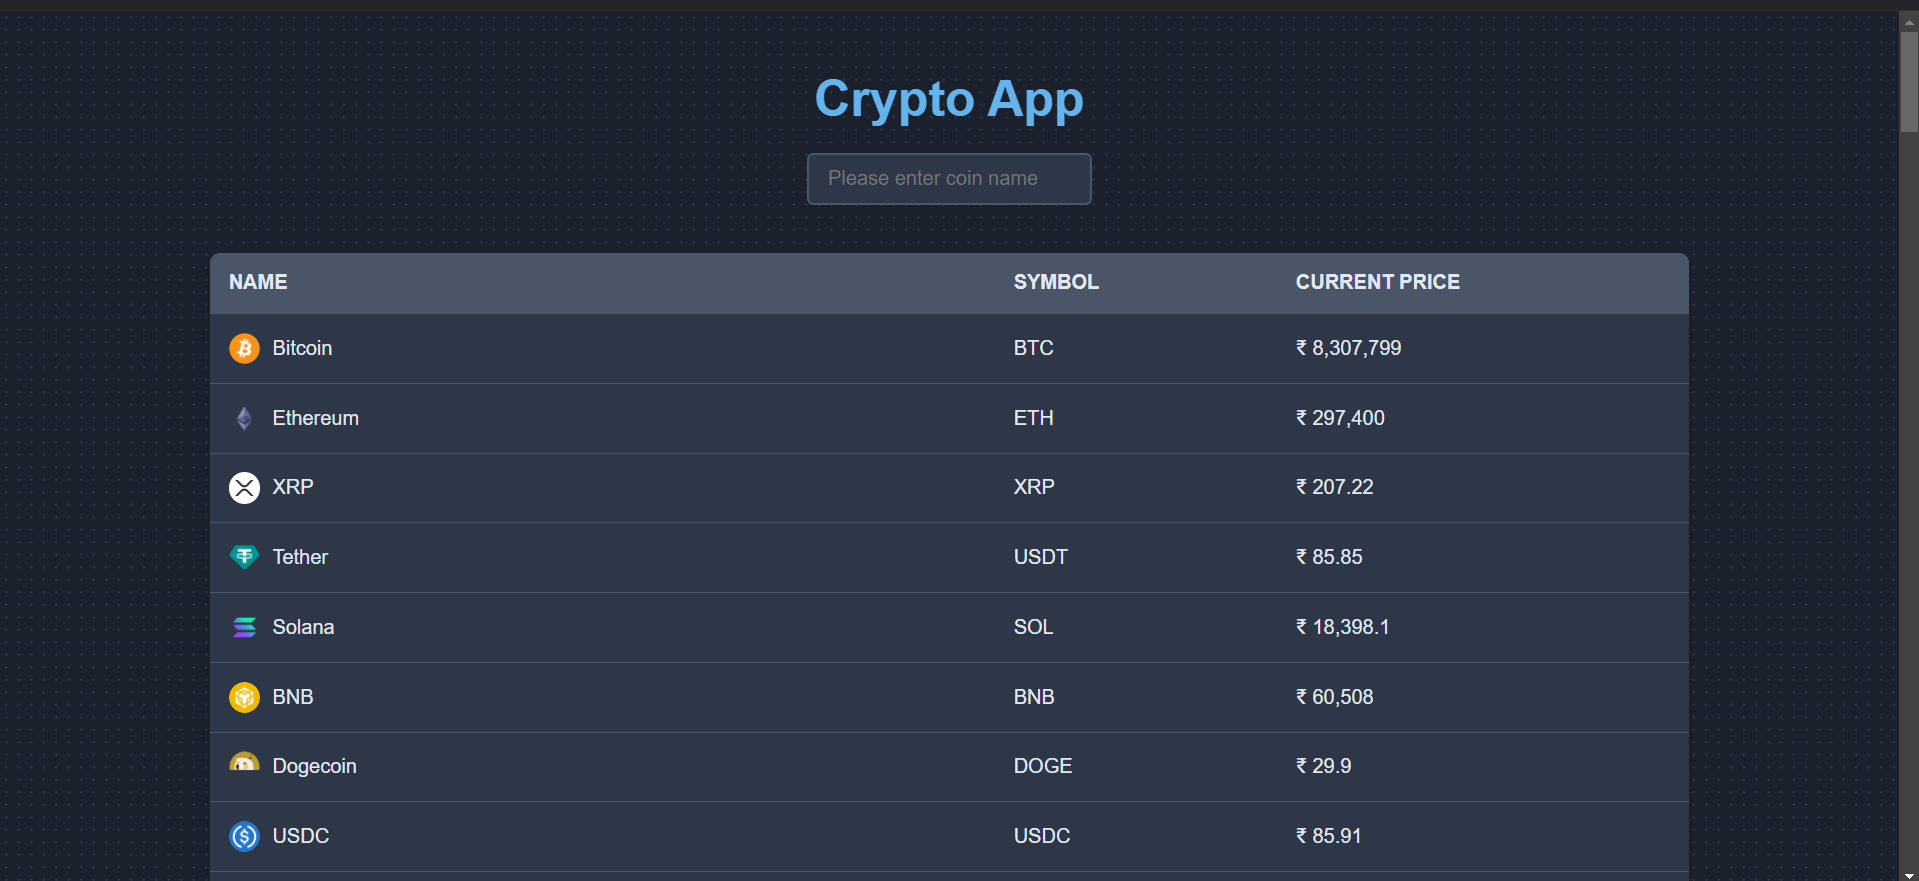 Crypto App
Please enter coin name
NAME SYMBOL CURRENT PRICE
Bitcoin BTC ₹ 8,307,799
Ethereum ETH ₹ 297,400
XRP XRP ₹ 207.22
Tether USDT ₹ 85.85
Solana SOL ₹ 18,398.1
BNB BNB ₹ 60,508
Dogecoin DOGE ₹ 29.9
USDC USDC ₹ 85.91